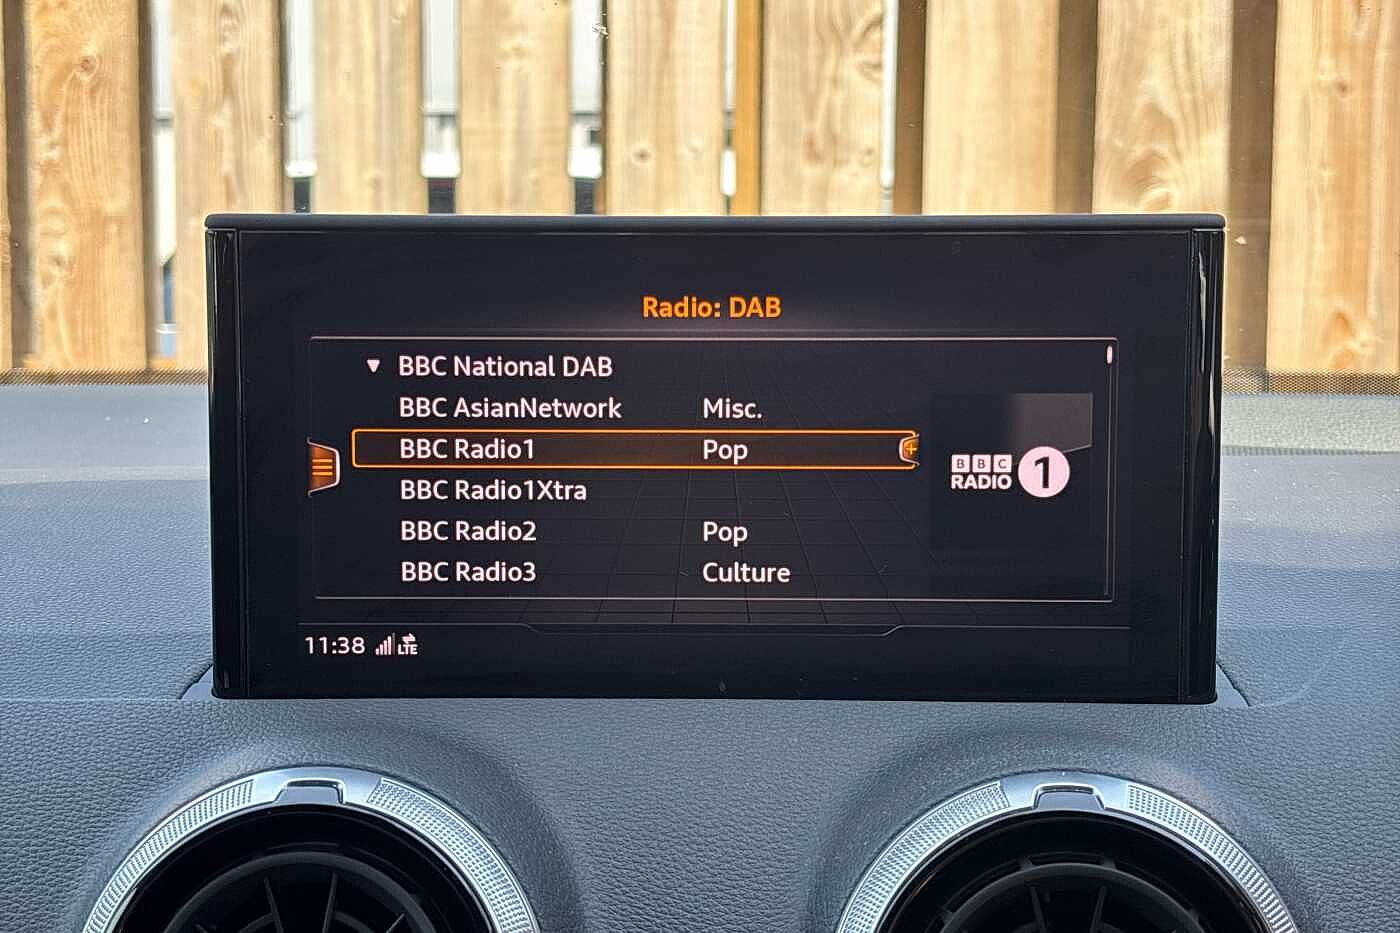 Radio: DAB
BBC National DAB
BBC AsianNetwork Misc.
BBC Radio1 Pop
BBC Radio1Xtra
BBC Radio2 Pop
BBC Radio3 Culture
BBC
RADIO 1
11:38 LTE